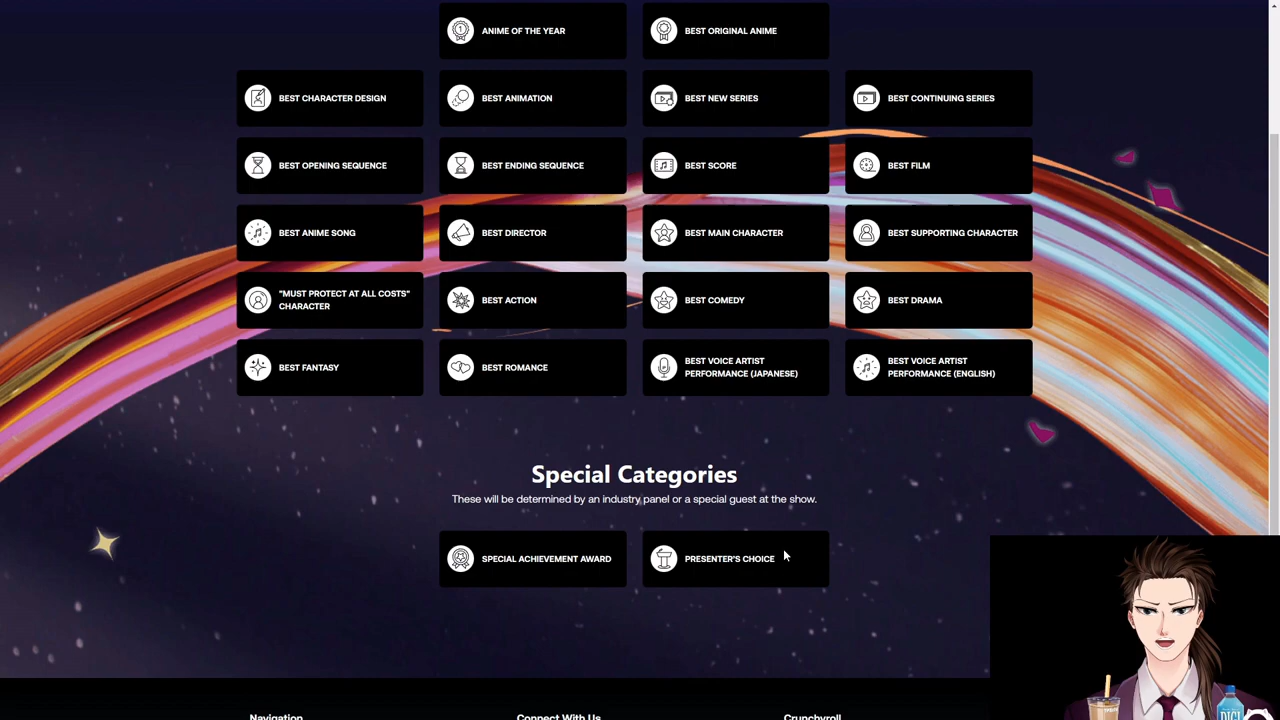 ANIME OF THE YEAR
BEST ORIGINAL ANIME
BEST CHARACTER DESIGN
BEST ANIMATION
BEST NEW SERIES
BEST CONTINUING SERIES
BEST OPENING SEQUENCE
BEST ENDING SEQUENCE
BEST SCORE
BEST FILM
BEST ANIME SONG
BEST DIRECTOR
BEST MAIN CHARACTER
BEST SUPPORTING CHARACTER
"MUST PROTECT AT ALL COSTS"
CHARACTER
BEST ACTION
BEST COMEDY
BEST DRAMA
BEST FANTASY
BEST ROMANCE
BEST VOICE ARTIST
PERFORMANCE (JAPANESE)
BEST VOICE ARTIST
PERFORMANCE (ENGLISH)
Special Categories
These will be determined by an industry panel or a special guest at the show.
SPECIAL ACHIEVEMENT AWARD
PRESENTER'S CHOICE
Navigation
Connect With Us
Crunchyroll
DIGI